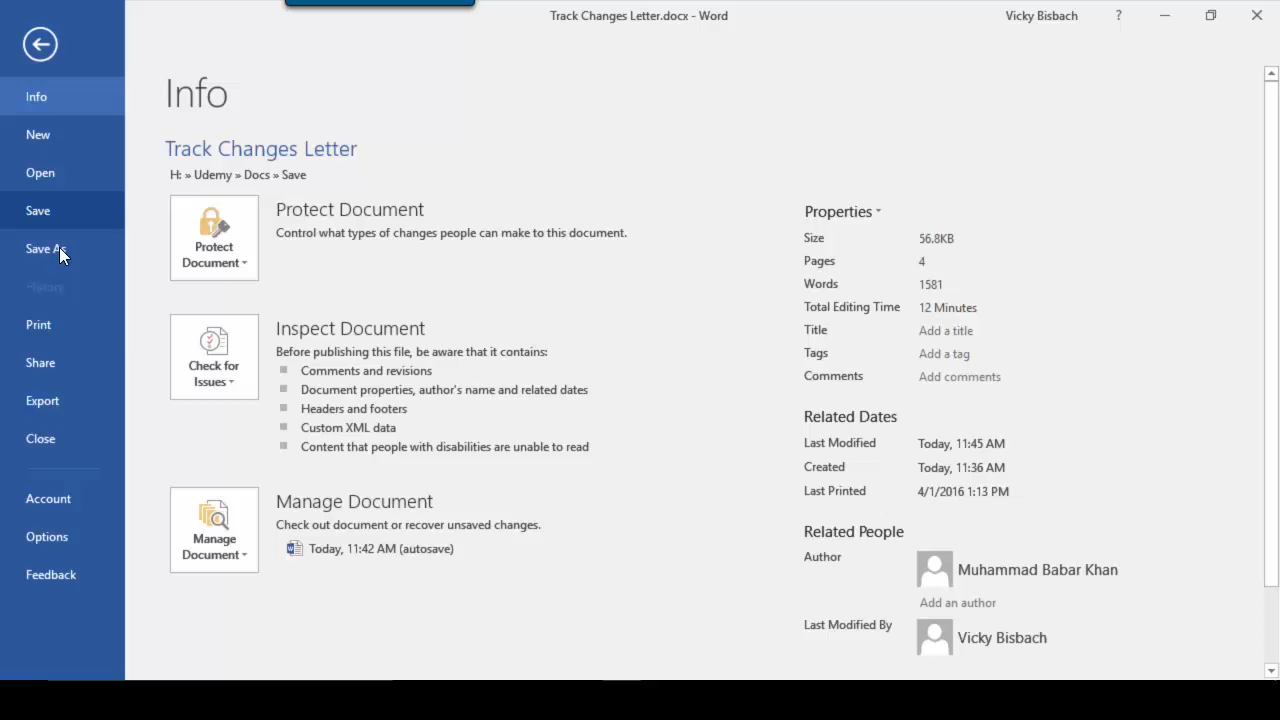 Track Changes Letter.docx - Word
Vicky Bisbach
?
Info
New
Open
Save
Save As
History
Print
Share
Export
Close
Account
Options
Feedback
Info
Track Changes Letter
H: » Udemy » Docs » Save
Protect Document
Protect Document
Control what types of changes people can make to this document.
Check for Issues
Inspect Document
Before publishing this file, be aware that it contains:
Comments and revisions
Document properties, author's name and related dates
Headers and footers
Custom XML data
Content that people with disabilities are unable to read
Manage Document
Manage Document
Check out document or recover unsaved changes.
Today, 11:42 AM (autosave)
Properties
Size 56.8KB
Pages 4
Words 1581
Total Editing Time 12 Minutes
Title Add a title
Tags Add a tag
Comments Add comments
Related Dates
Last Modified Today, 11:45 AM
Created Today, 11:36 AM
Last Printed 4/1/2016 1:13 PM
Related People
Author Muhammad Babar Khan
Add an author
Last Modified By Vicky Bisbach